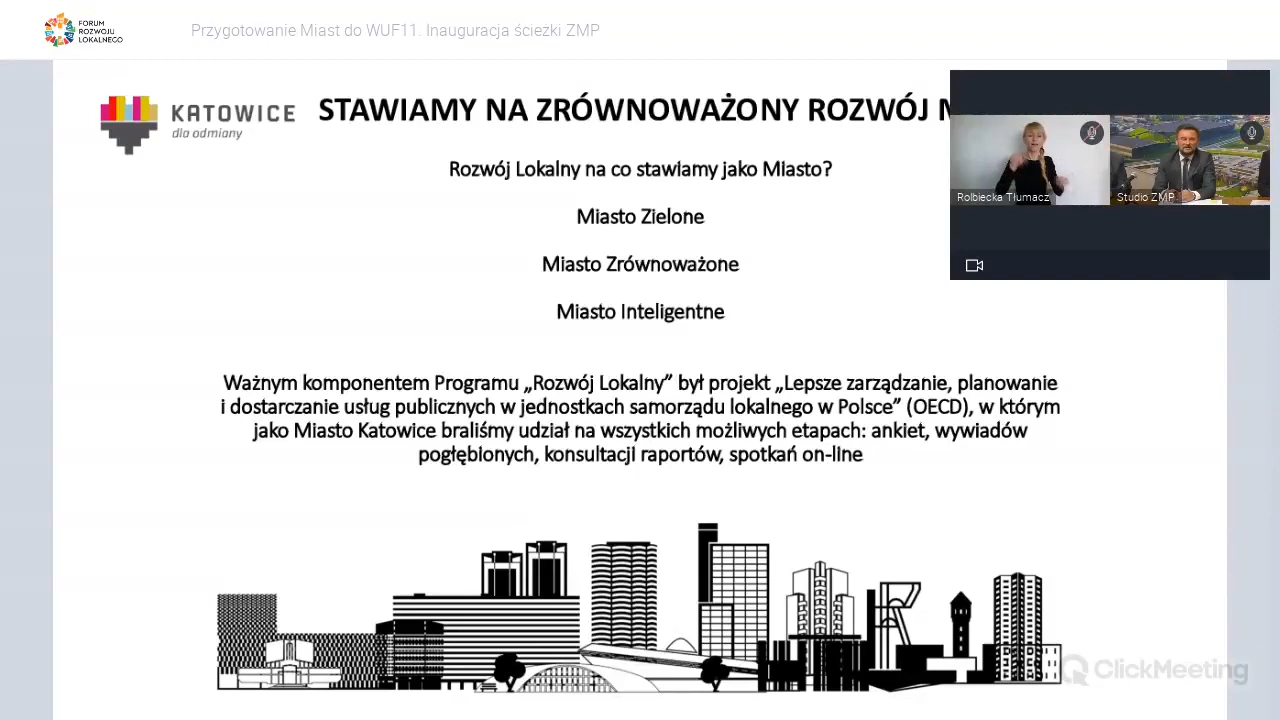 FORUM
ROZWOJU
LOKALNEGO
Przygotowanie Miast do WUF11. Inauguracja ścieżki ZMP
KATOWICE
dla odmiany
STAWIAMY NA ZRÓWNOWAŻONY ROZWÓJ
Rozwój Lokalny na co stawiamy jako Miasto?
Miasto Zielone
Miasto Zrównoważone
Miasto Inteligentne
Ważnym komponentem Programu „Rozwój Lokalny” był projekt „Lepsze zarządzanie, planowanie
i dostarczanie usług publicznych w jednostkach samorządu lokalnego w Polsce” (OECD), w którym
jako Miasto Katowice braliśmy udział na wszystkich możliwych etapach: ankiet, wywiadów
pogłębionych, konsultacji raportów, spotkań on-line
Rolbiecka Tłumacz
Studio ZMP
ClickMeeting